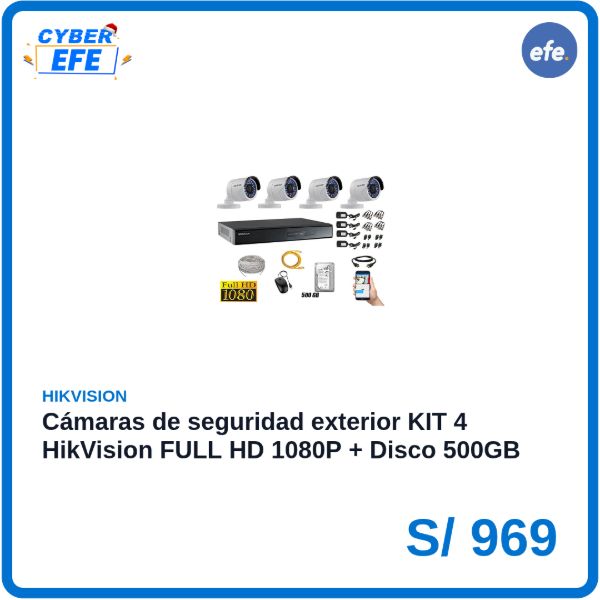 CYBER
EFE
efe.
Full HD
1080
500 GB
HIKVISION
Cámaras de seguridad exterior KIT 4
HikVision FULL HD 1080P + Disco 500GB
S/ 969